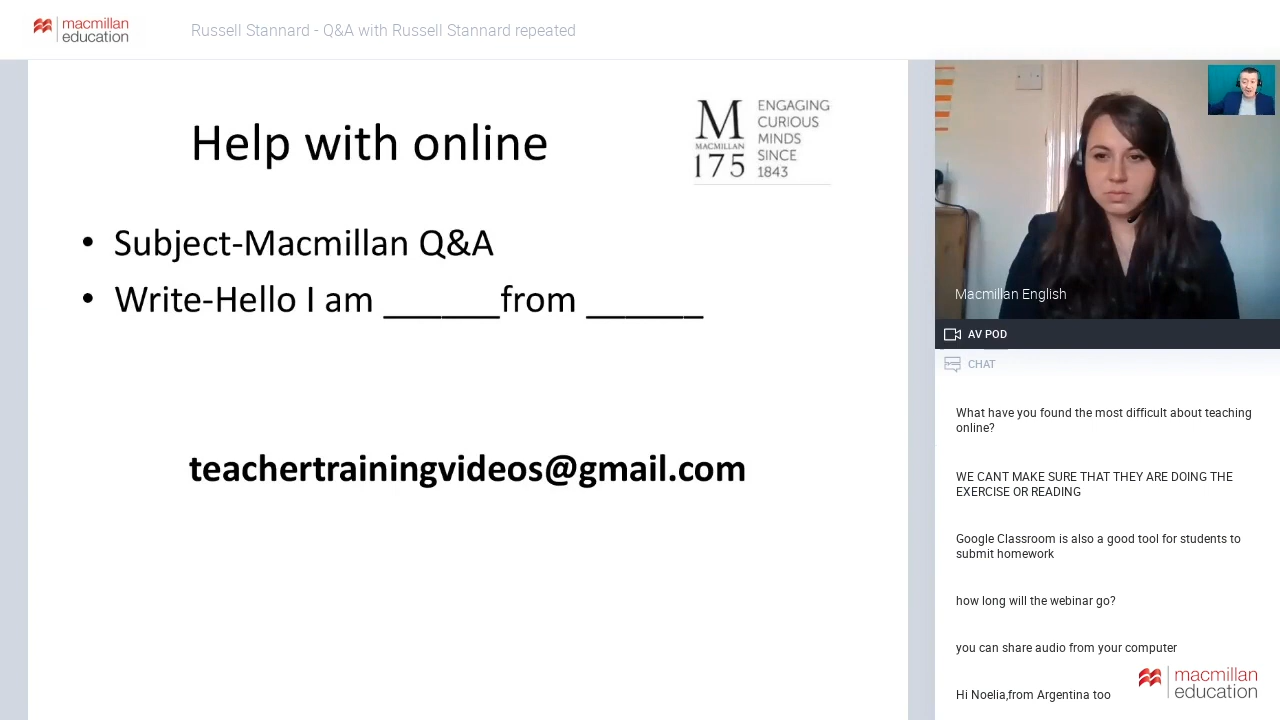 macmillan
education
Russell Stannard - Q&A with Russell Stannard repeated
Help with online
M
MACMILLAN
175
ENGAGING
CURIOUS
MINDS
SINCE
1843
• Subject-Macmillan Q&A
• Write-Hello I am ______from ______
teachertrainingvideos@gmail.com
Macmillan English
AV POD
CHAT
What have you found the most difficult about teaching
online?
WE CANT MAKE SURE THAT THEY ARE DOING THE
EXERCISE OR READING
Google Classroom is also a good tool for students to
submit homework
how long will the webinar go?
you can share audio from your computer
Hi Noelia,from Argentina too
macmillan
education